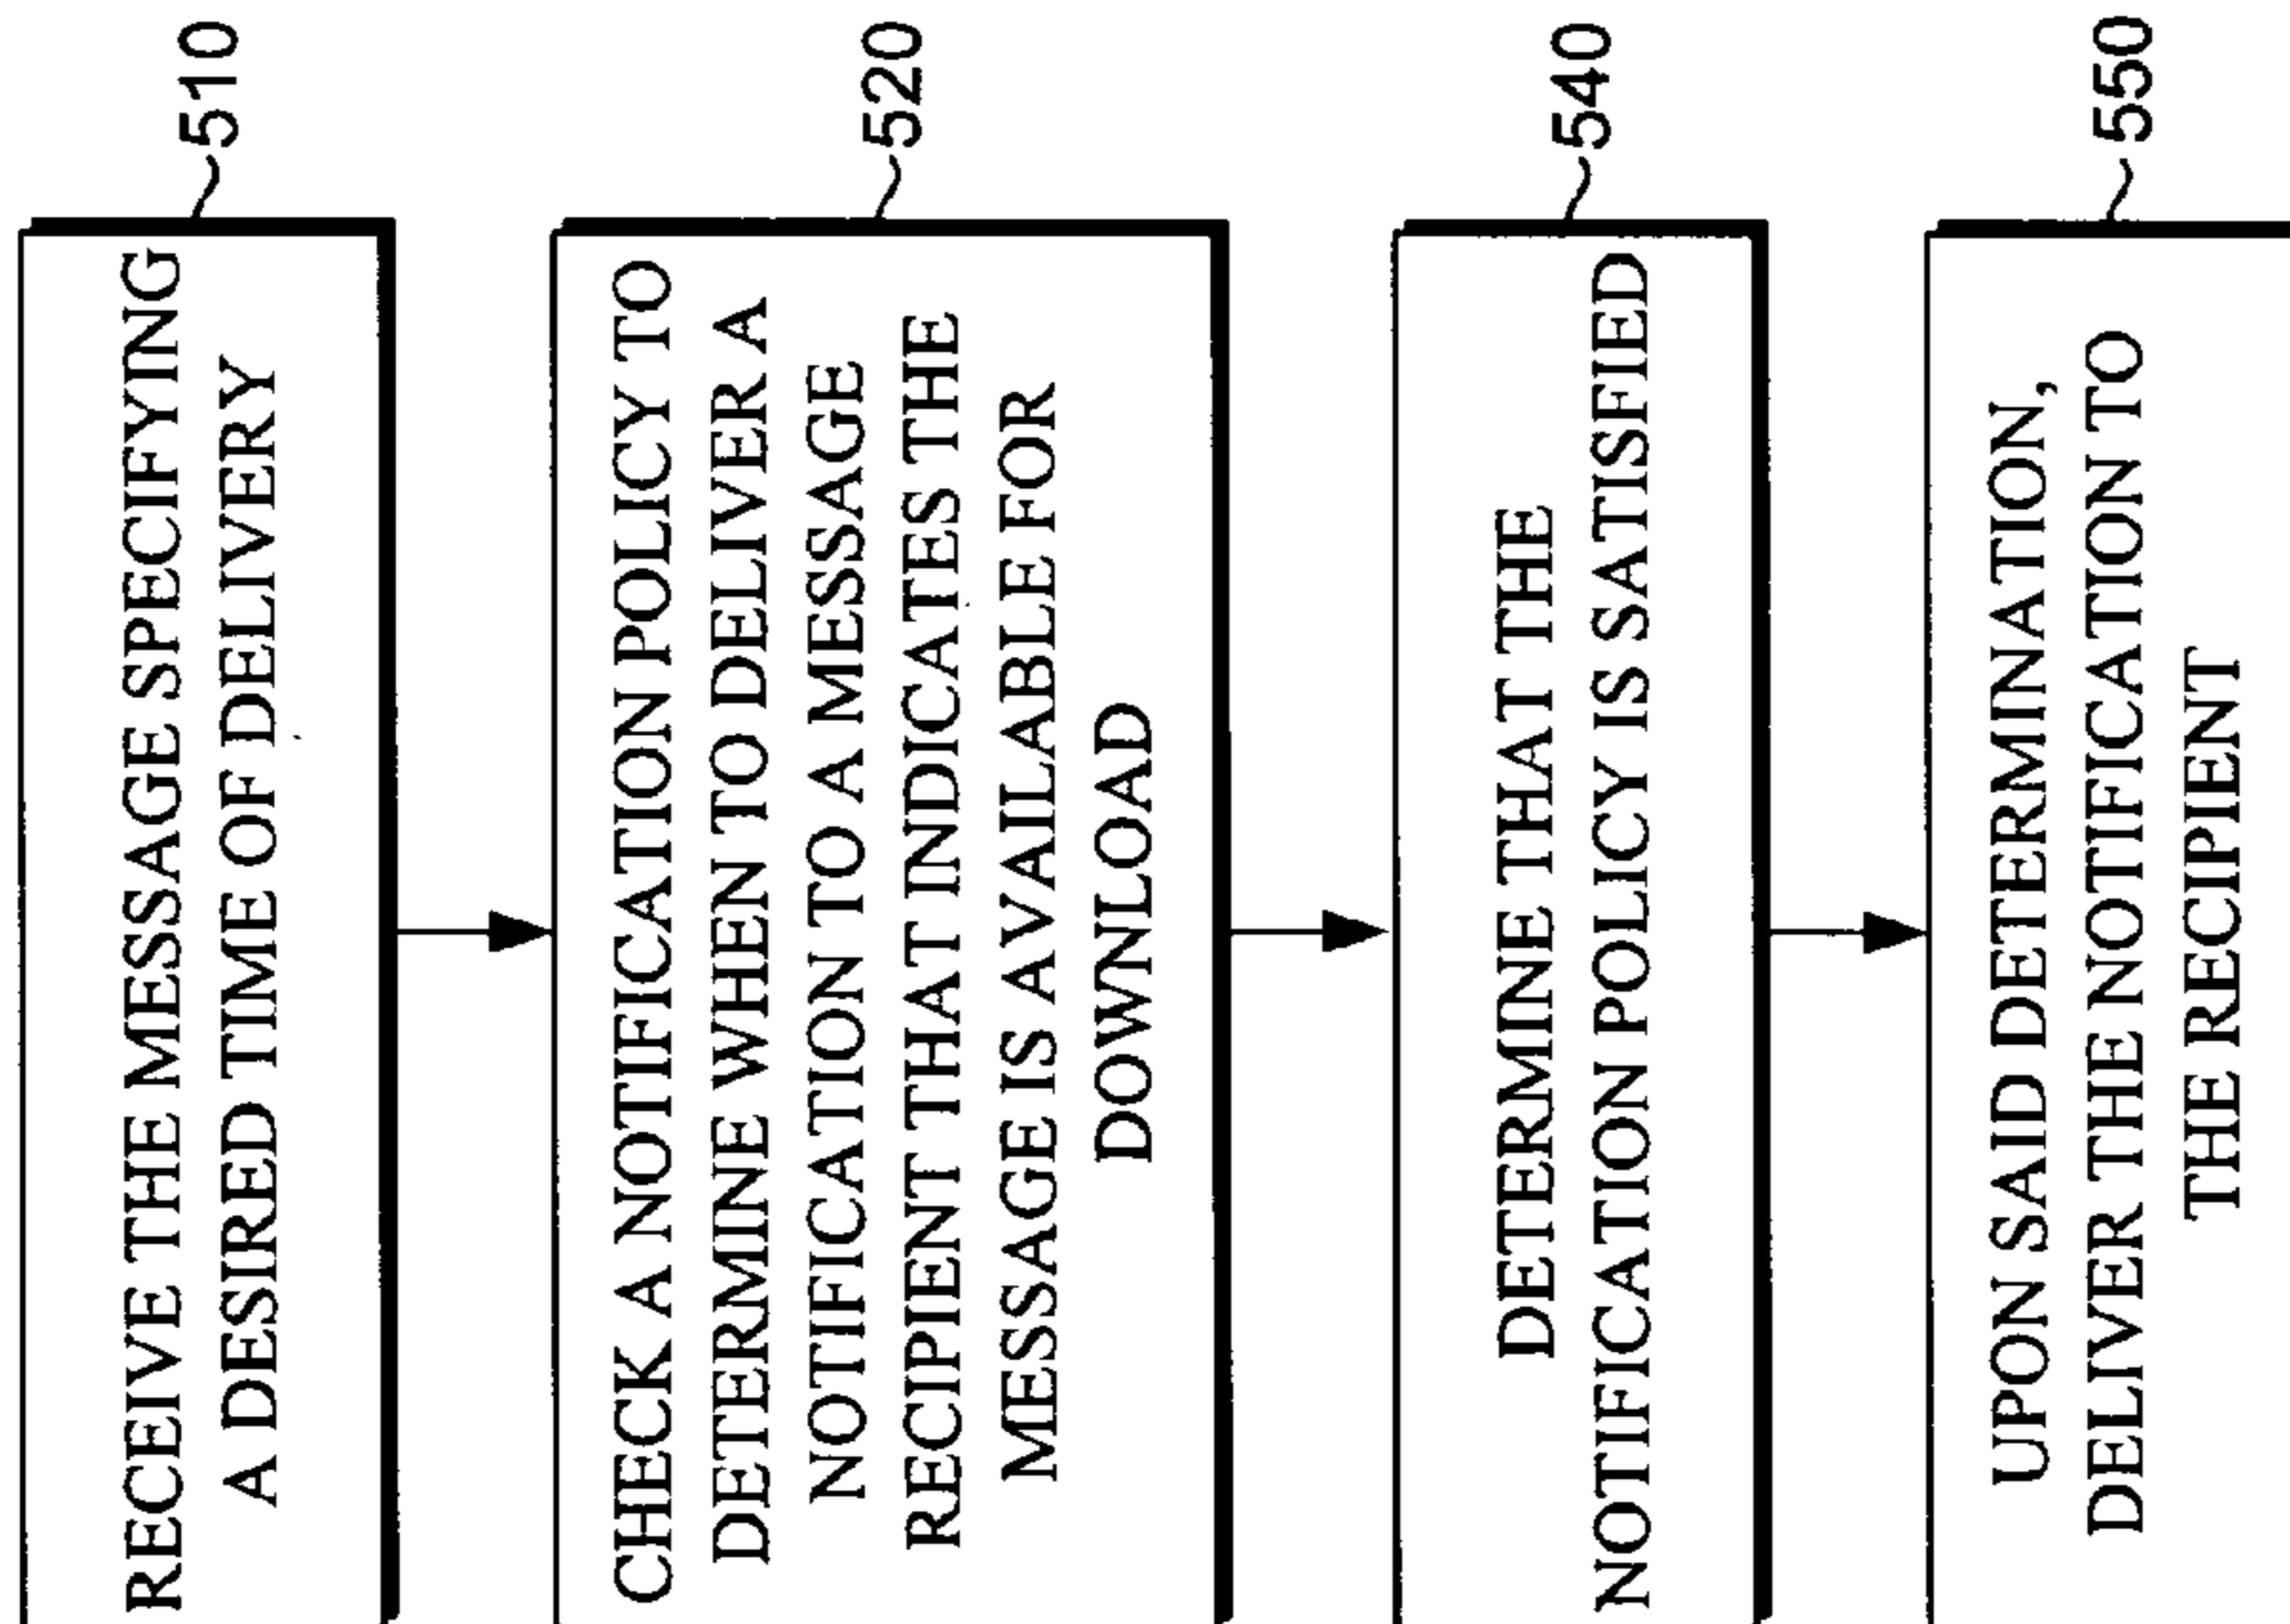 RECEIVE THE MESSAGE SPECIFYING
A DESIRED TIME OF DELIVERY
510
CHECK A NOTIFICATION POLICY TO
DETERMINE WHEN TO DELIVER A
NOTIFICATION TO A MESSAGE
RECIPIENT THAT INDICATES THE
MESSAGE IS AVAILABLE FOR
DOWNLOAD
520
DETERMINE THAT THE
NOTIFICATION POLICY IS SATISFIED
540
UPON SAID DETERMINATION,
DELIVER THE NOTIFICATION TO
THE RECIPIENT
550